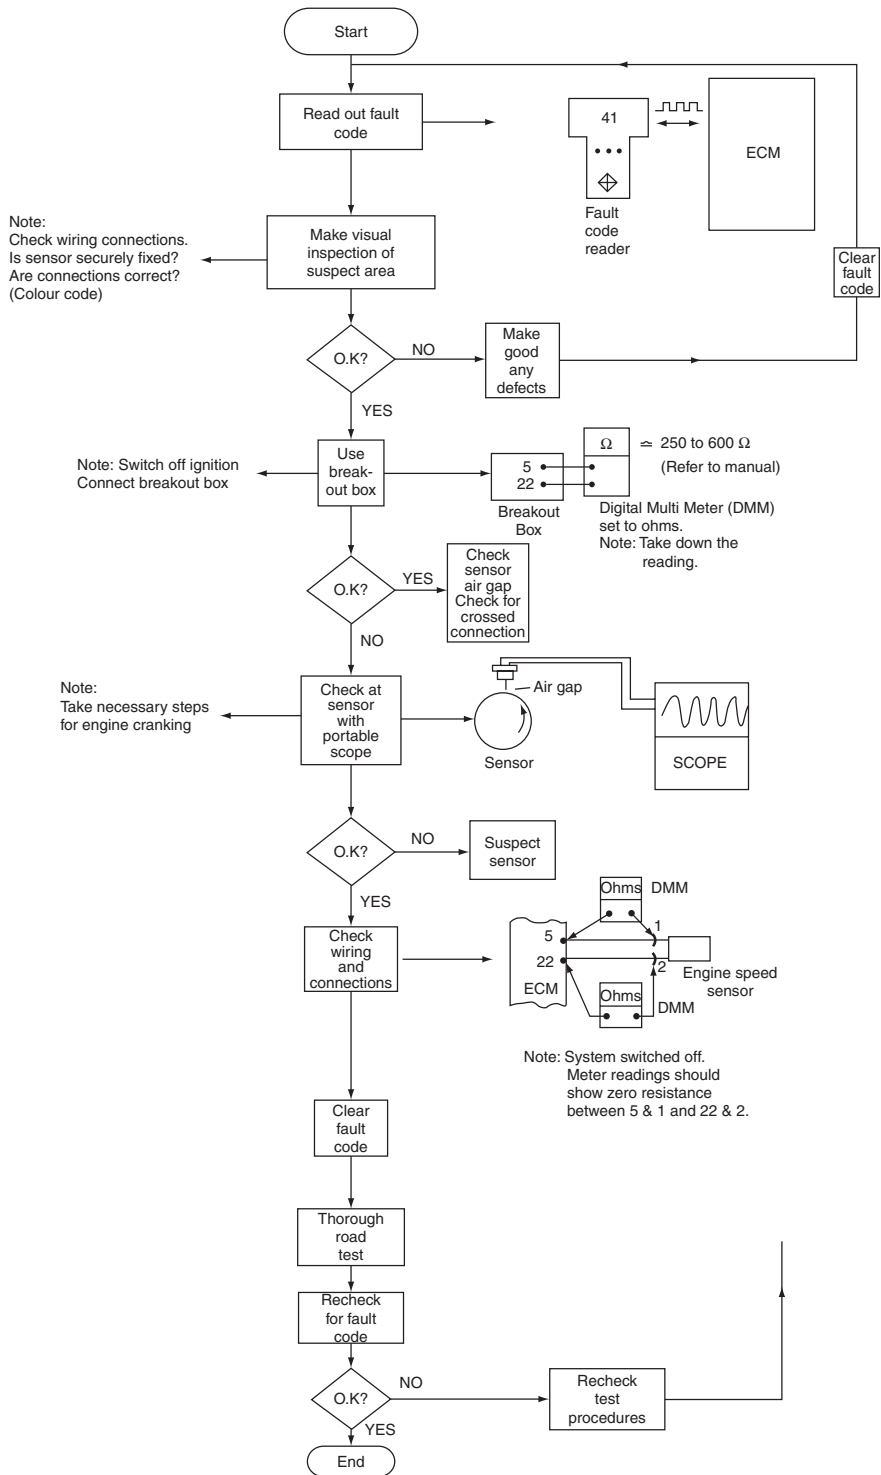 Start
Read out fault
code
41
ECM
Fault
code
reader
Note:
Check wiring connections.
Is sensor securely fixed?
Are connections correct?
(Colour code)
Make visual
inspection of
suspect area
Clear
fault
code
O.K?
NO
Make
good
any
defects
YES
Note: Switch off ignition
Connect breakout box
Use
break-
out box
5
22
Breakout
Box
Ω
≏ 250 to 600 Ω
(Refer to manual)
Digital Multi Meter (DMM)
set to ohms.
Note: Take down the
reading.
O.K?
YES
Check
sensor
air gap
Check for
crossed
connection
NO
Note:
Take necessary steps
for engine cranking
Check at
sensor
with
portable
scope
Air gap
Sensor
SCOPE
O.K?
NO
Suspect
sensor
YES
Check
wiring
and
connections
Ohms
DMM
5
1
22
2
ECM
Engine speed
sensor
Ohms
DMM
Note: System switched off.
Meter readings should
show zero resistance
between 5 & 1 and 22 & 2.
Clear
fault
code
Thorough
road
test
Recheck
for fault
code
O.K?
NO
Recheck
test
procedures
YES
End